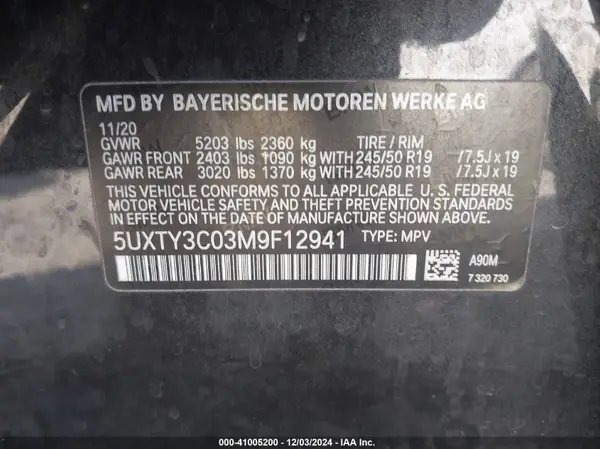 MFD BY BAYERISCHE MOTOREN WERKE AG
11/20
GVWR 5203 lbs 2360 kg TIRE / RIM
GAWR FRONT 2403 lbs 1090 kg WITH 245/50 R19 /7.5J x 19
GAWR REAR 3020 lbs 1370 kg WITH 245/50 R19 /7.5J x 19
THIS VEHICLE CONFORMS TO ALL APPLICABLE U. S. FEDERAL
MOTOR VEHICLE SAFETY AND THEFT PREVENTION STANDARDS
IN EFFECT ON THE DATE OF MANUFACTURE SHOWN ABOVE.
5UXTY3C03M9F12941 TYPE: MPV
A90M
7 320 730
000-41005200 - 12/03/2024 - IAA Inc.